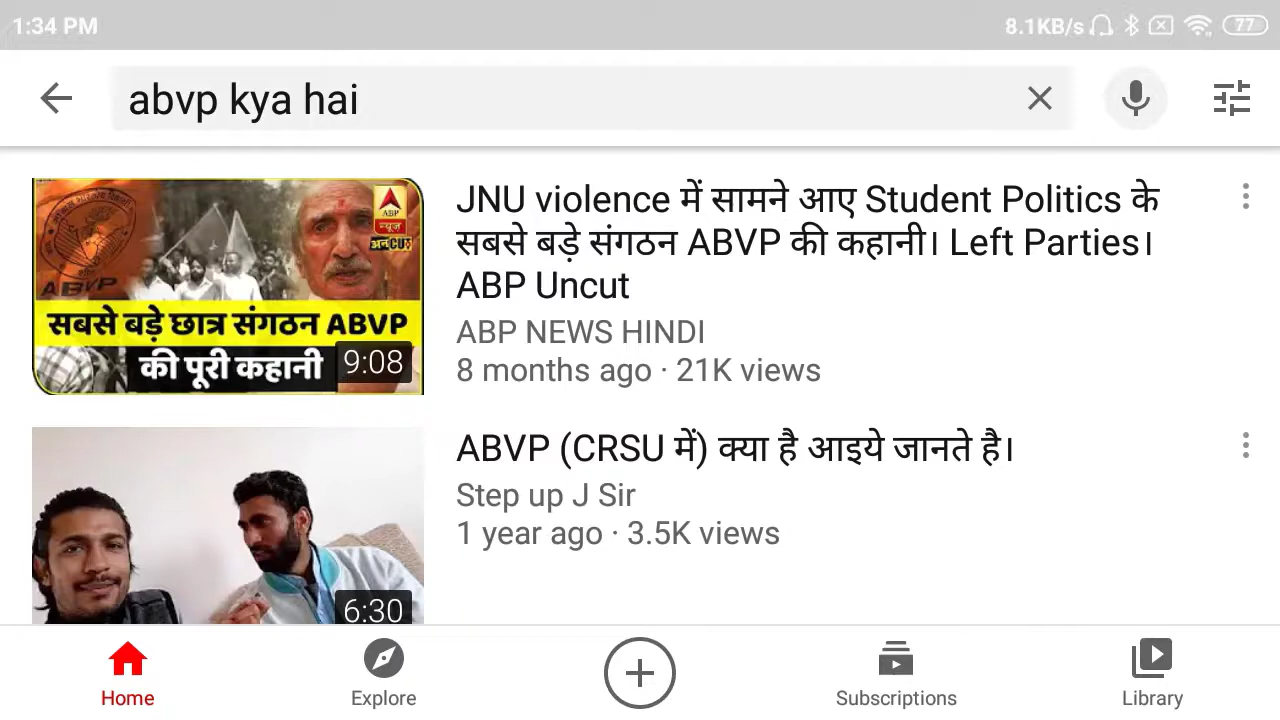 1:34 PM
8.1KB/s
77
abvp kya hai
ABVP
ABP
न्यूज़
अनCUT
सबसे बड़े छात्र संगठन ABVP
की पूरी कहानी
9:08
JNU violence में सामने आए Student Politics के
सबसे बड़े संगठन ABVP की कहानी। Left Parties।
ABP Uncut
ABP NEWS HINDI
8 months ago · 21K views
6:30
ABVP (CRSU में) क्या है आइये जानते है।
Step up J Sir
1 year ago · 3.5K views
Home
Explore
Subscriptions
Library